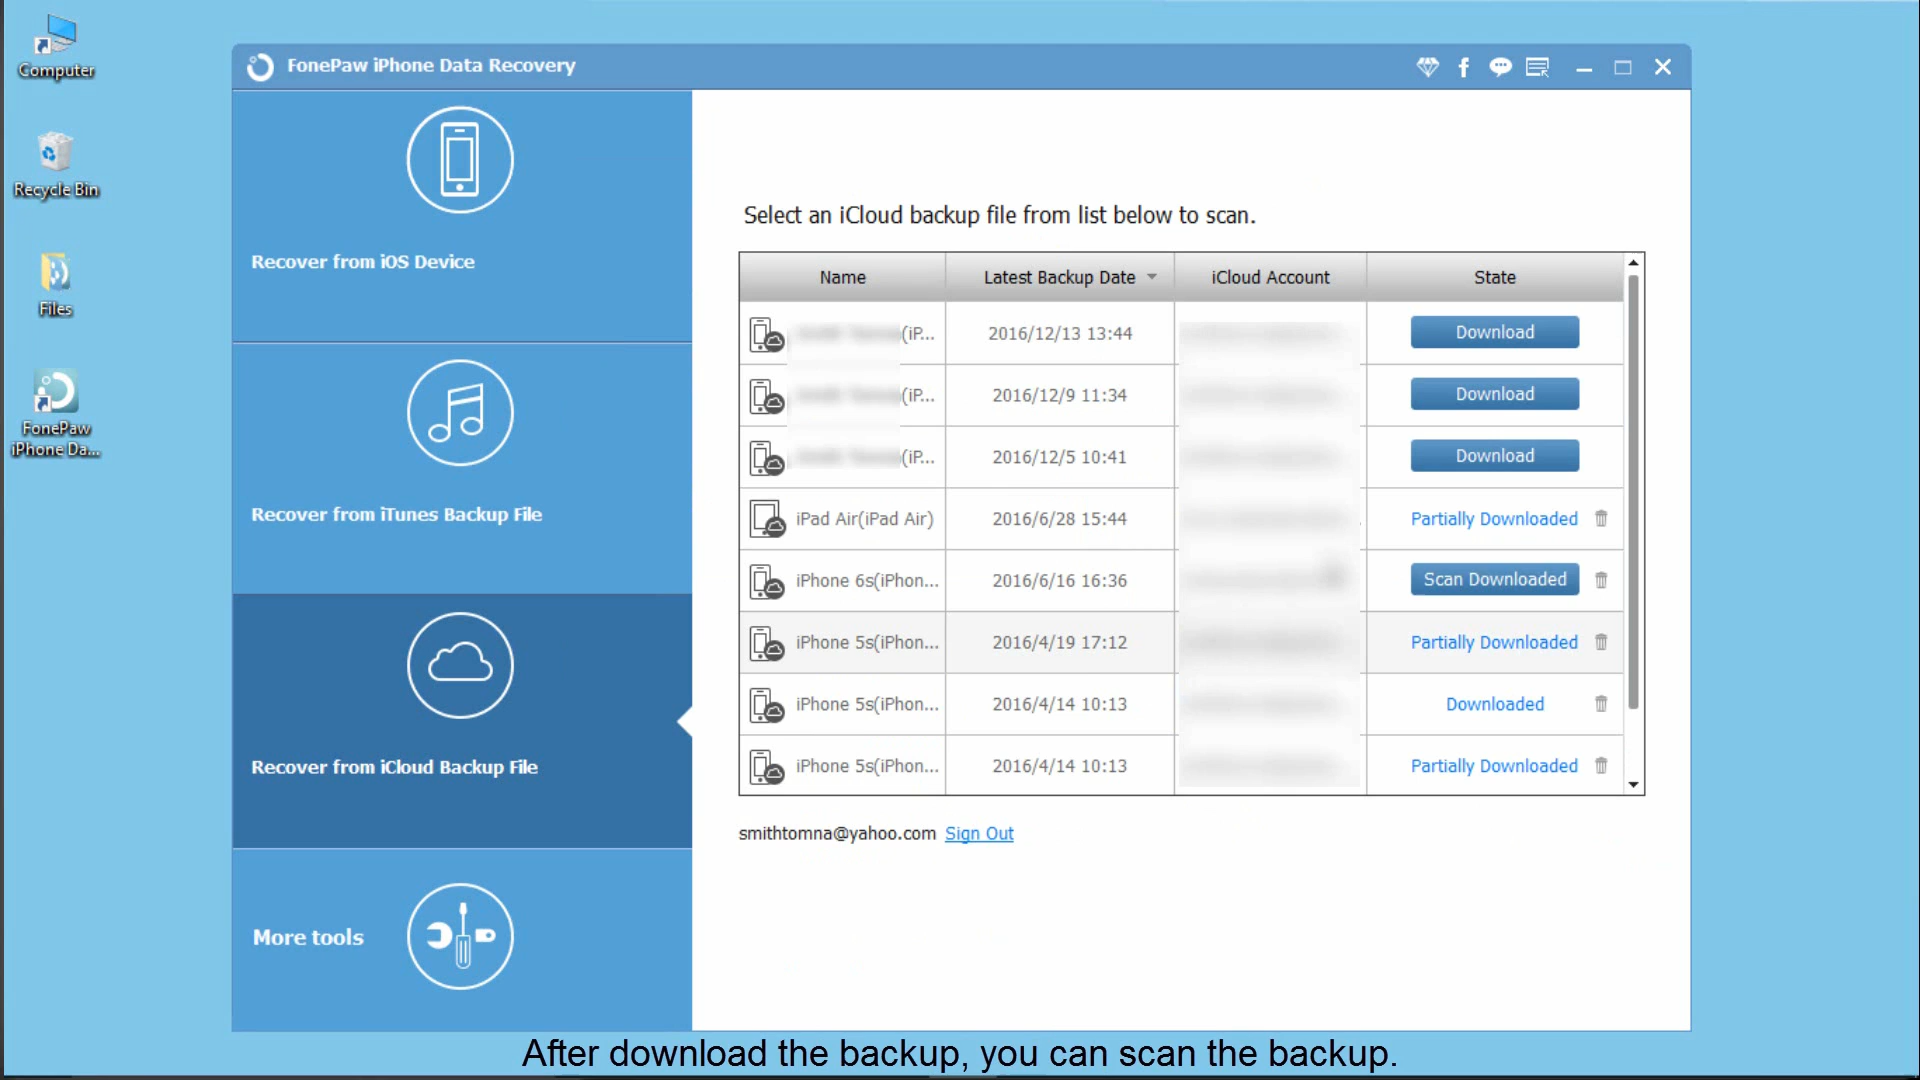 Computer
Recycle Bin
Files
FonePaw
iPhone Da...
FonePaw iPhone Data Recovery
Recover from iOS Device
Recover from iTunes Backup File
Recover from iCloud Backup File
More tools
Select an iCloud backup file from list below to scan.
Name Latest Backup Date iCloud Account State
(iP... 2016/12/13 13:44 Download
(iP... 2016/12/9 11:34 Download
(iP... 2016/12/5 10:41 Download
iPad Air(iPad Air) 2016/6/28 15:44 Partially Downloaded
iPhone 6s(iPhon... 2016/6/16 16:36 Scan Downloaded
iPhone 5s(iPhon... 2016/4/19 17:12 Partially Downloaded
iPhone 5s(iPhon... 2016/4/14 10:13 Downloaded
iPhone 5s(iPhon... 2016/4/14 10:13 Partially Downloaded
smithtomna@yahoo.com Sign Out
After download the backup, you can scan the backup.